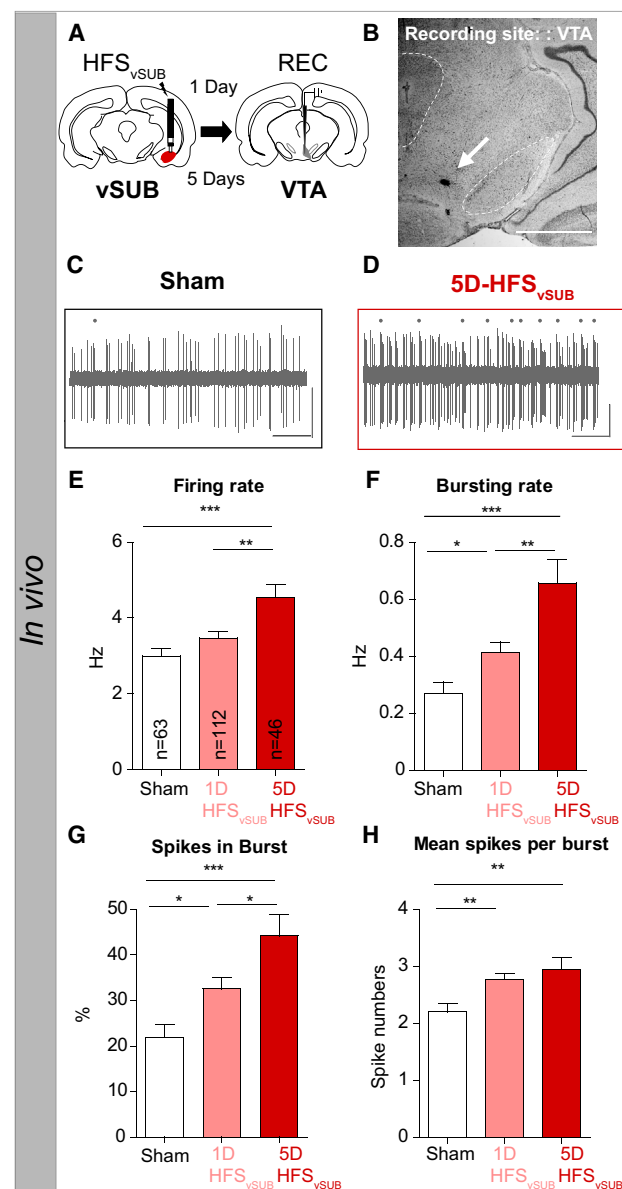 In vivo
A
HFSvSUB
1 Day
REC
vSUB
5 Days
VTA
B
Recording site: : VTA
C
Sham
D
5D-HFSvSUB
E
Firing rate
***
**
6
4
2
0
Hz
n=63
n=112
n=46
Sham
1D
5D
HFSvSUB HFSvSUB
F
Bursting rate
***
*
**
0.8
0.6
0.4
0.2
0
Hz
Sham
1D
5D
HFSvSUB HFSvSUB
G
Spikes in Burst
***
*
*
50
40
30
20
10
0
%
Sham
1D
5D
HFSvSUB HFSvSUB
H
Mean spikes per burst
**
**
4
3
2
1
0
Spike numbers
Sham
1D
5D
HFSvSUB HFSvSUB